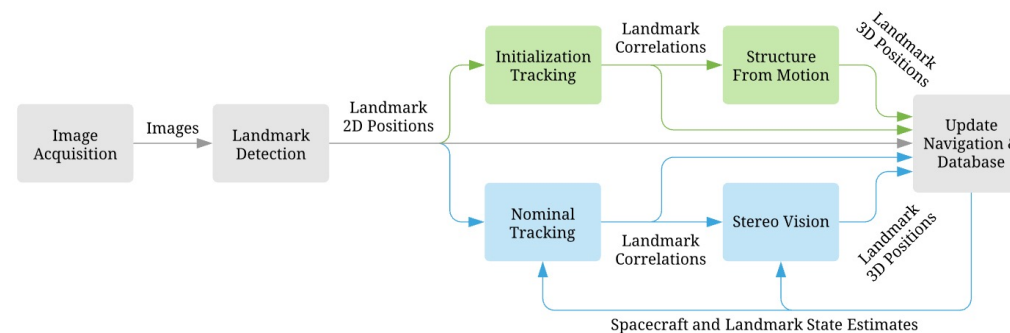 Image
Acquisition
Images
Landmark
Detection
Landmark
2D Positions
Initialization
Tracking
Landmark
Correlations
Structure
From Motion
Landmark
3D Positions
Nominal
Tracking
Landmark
Correlations
Stereo Vision
Landmark
3D Positions
Update
Navigation &
Database
Spacecraft and Landmark State Estimates